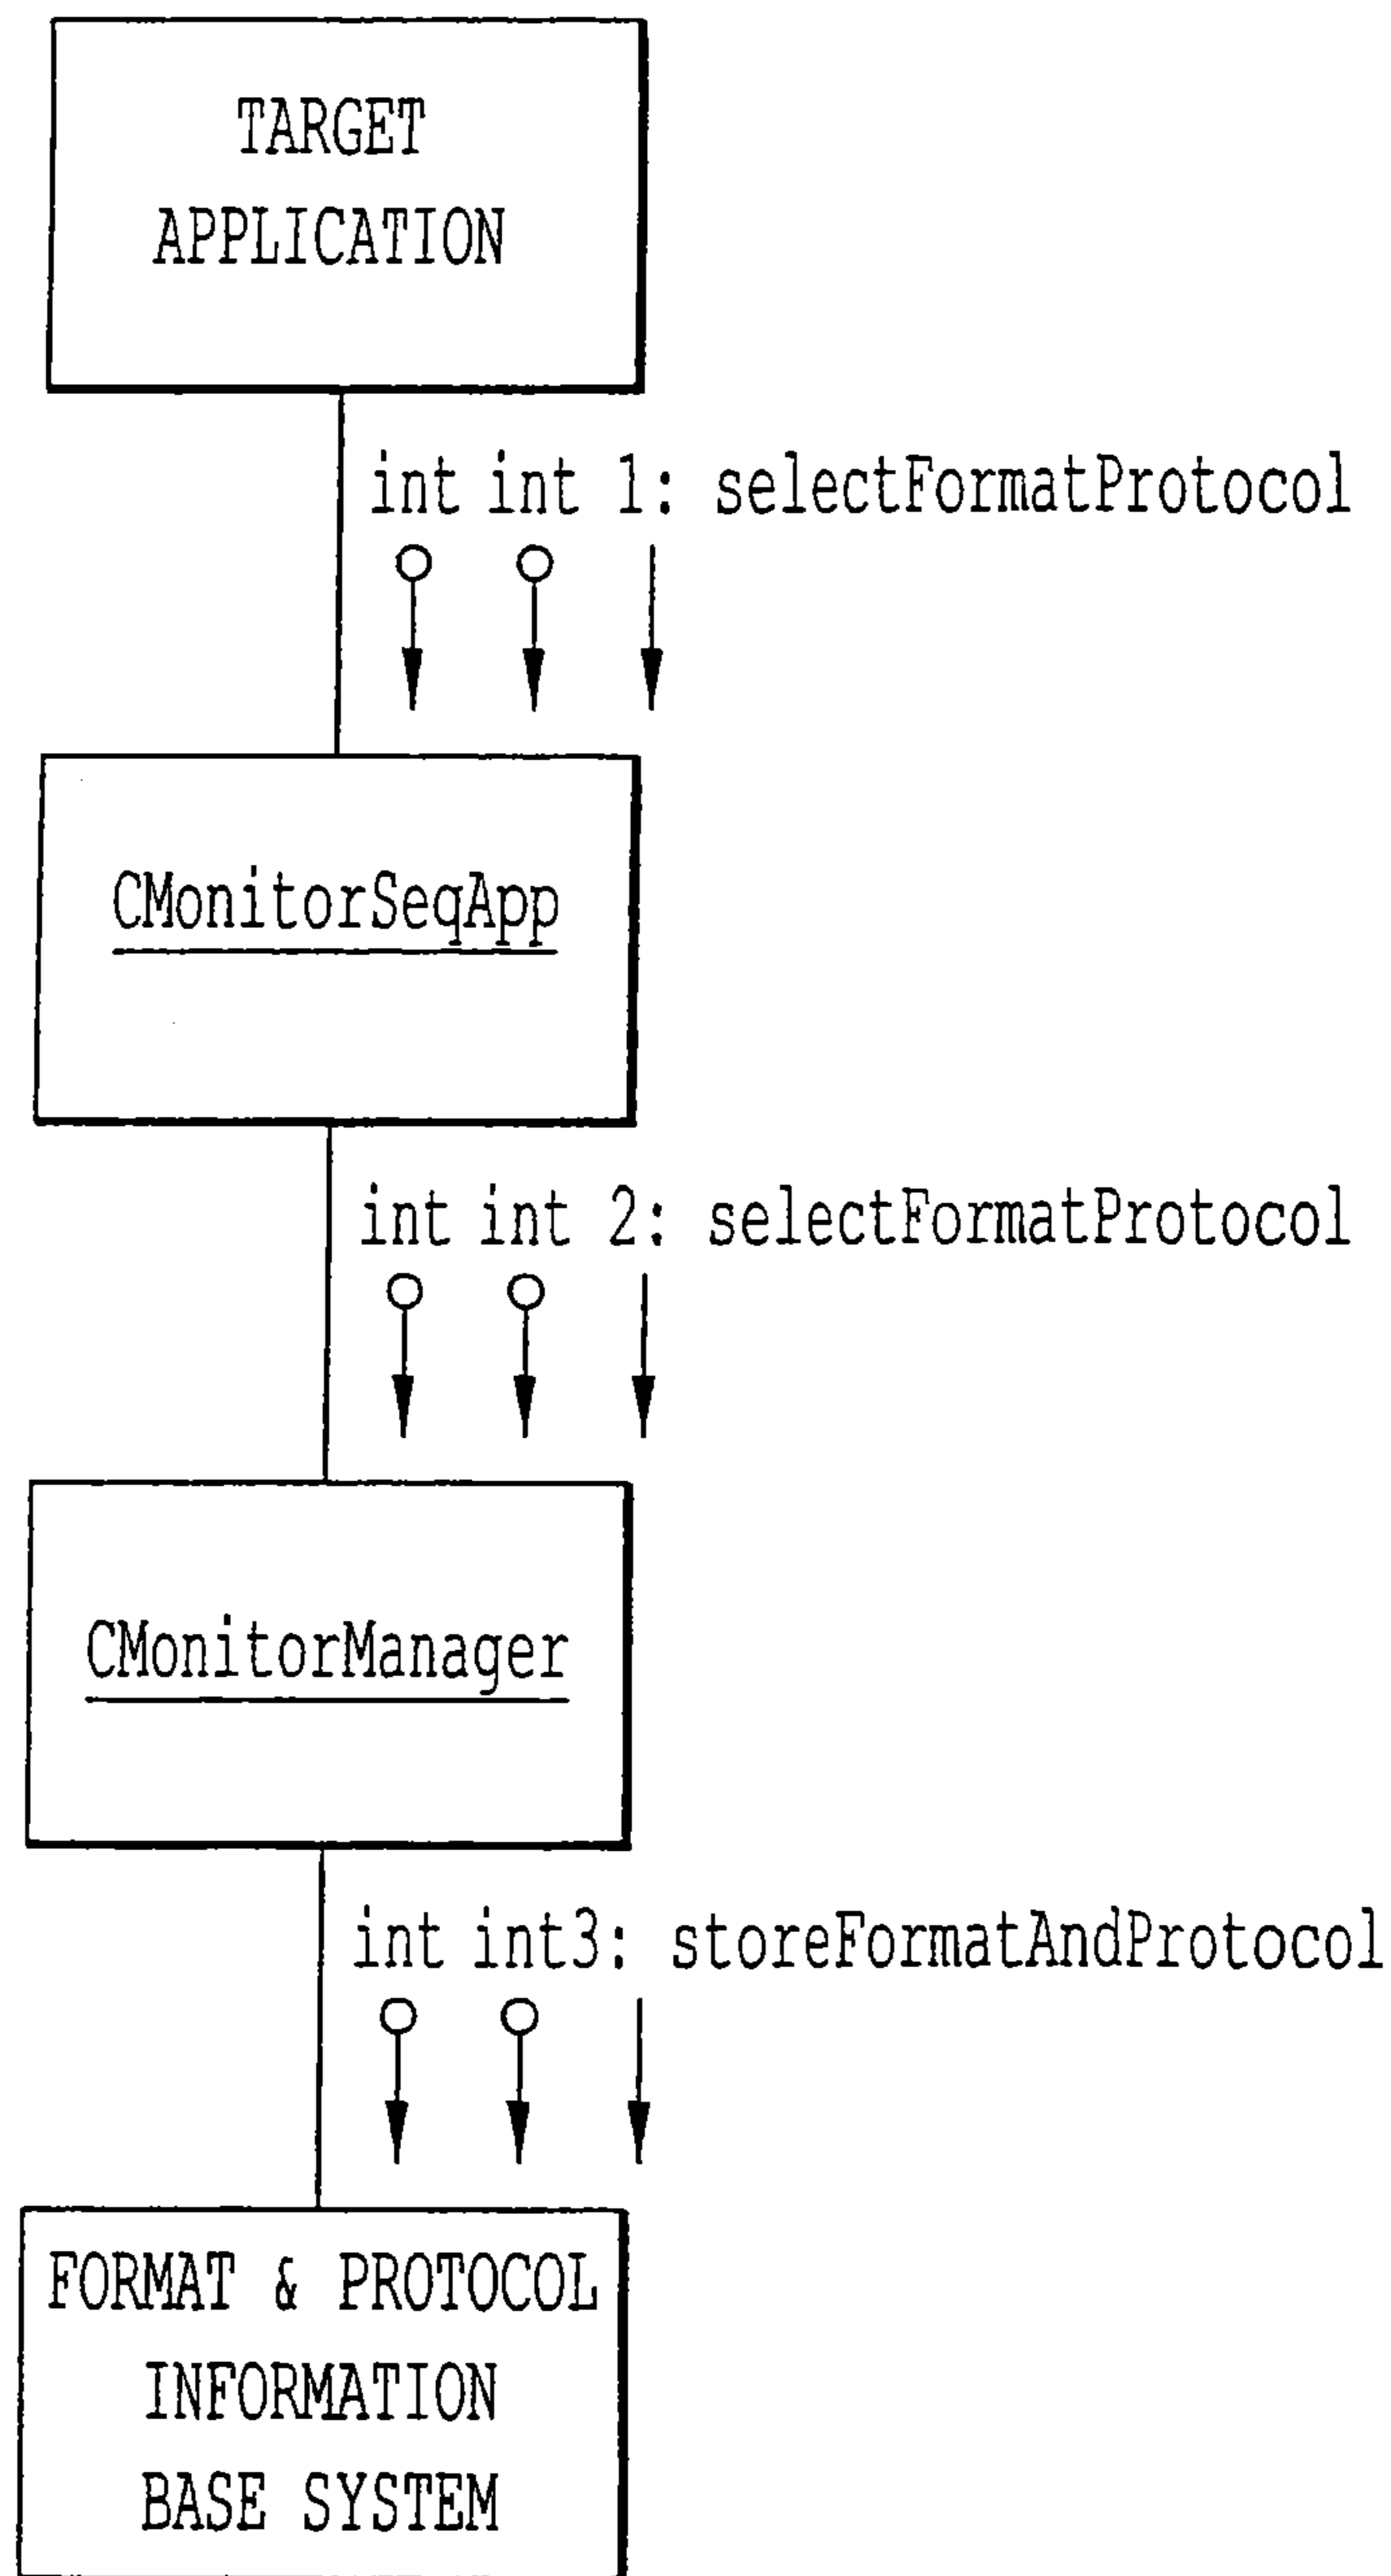 TARGET
APPLICATION
int int 1: selectFormatProtocol
CMonitorSeqApp
int int 2: selectFormatProtocol
CMonitorManager
int int3: storeFormatAndProtocol
FORMAT & PROTOCOL
INFORMATION
BASE SYSTEM